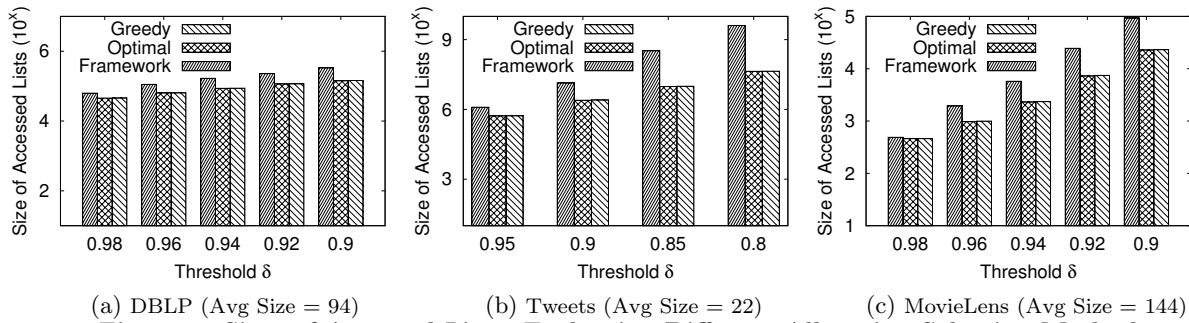 Size of Accessed Lists (10^x)
6
4
2
Greedy
Optimal
Framework
0.98 0.96 0.94 0.92 0.9
Threshold δ
(a) DBLP (Avg Size = 94)
Size of Accessed Lists (10^x)
9
6
3
Greedy
Optimal
Framework
0.95 0.9 0.85 0.8
Threshold δ
(b) Tweets (Avg Size = 22)
Size of Accessed Lists (10^x)
5
4
3
2
1
Greedy
Optimal
Framework
0.98 0.96 0.94 0.92 0.9
Threshold δ
(c) MovieLens (Avg Size = 144)